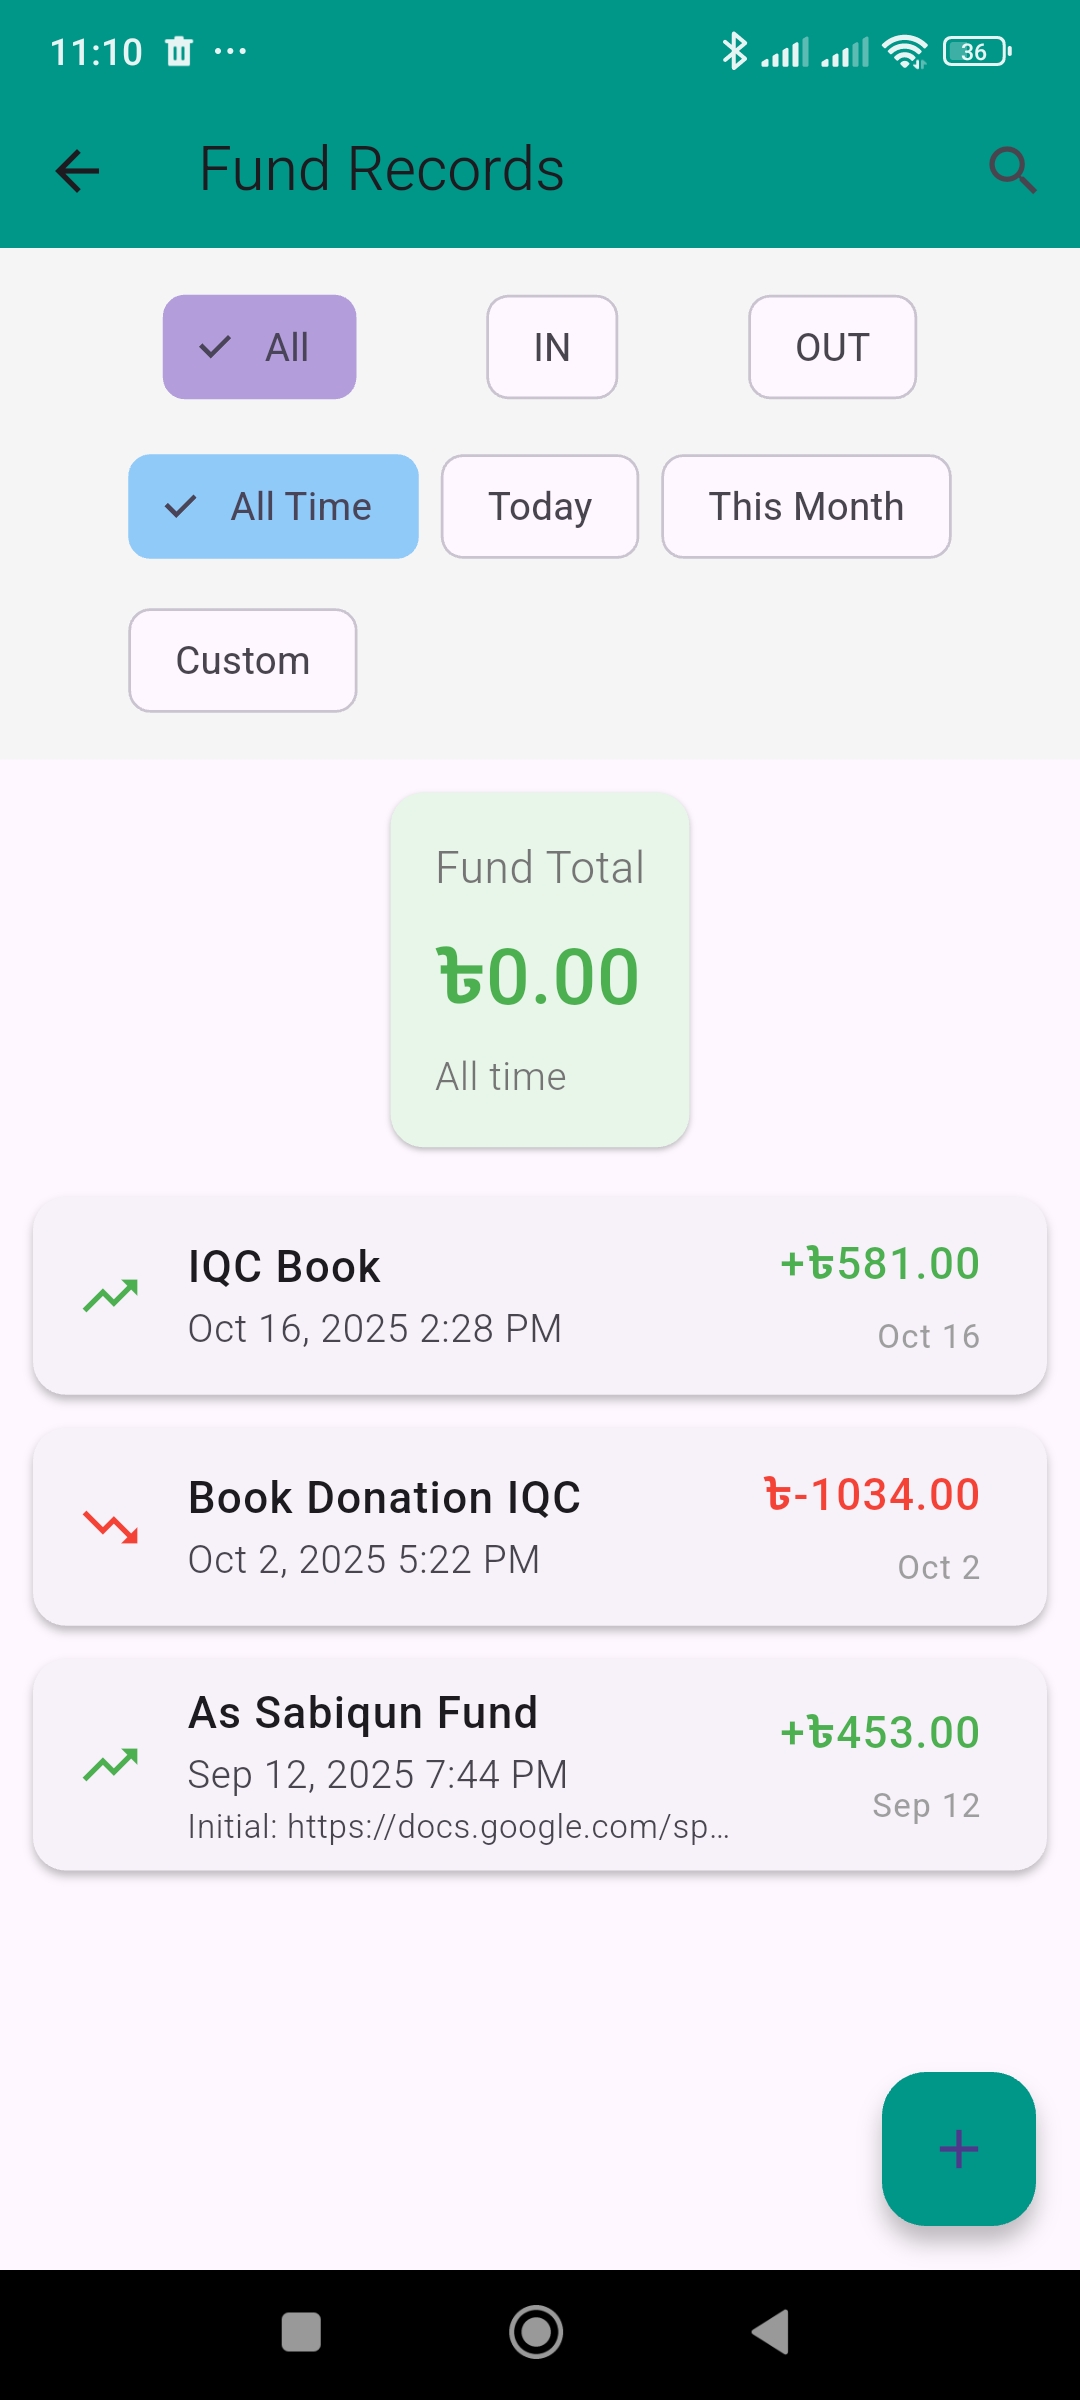 11:10 ... 36
Fund Records
All IN OUT
All Time Today This Month
Custom
Fund Total
৳0.00
All time
IQC Book +৳581.00
Oct 16, 2025 2:28 PM Oct 16
Book Donation IQC ৳-1034.00
Oct 2, 2025 5:22 PM Oct 2
As Sabiqun Fund +৳453.00
Sep 12, 2025 7:44 PM Sep 12
Initial: https://docs.google.com/sp...